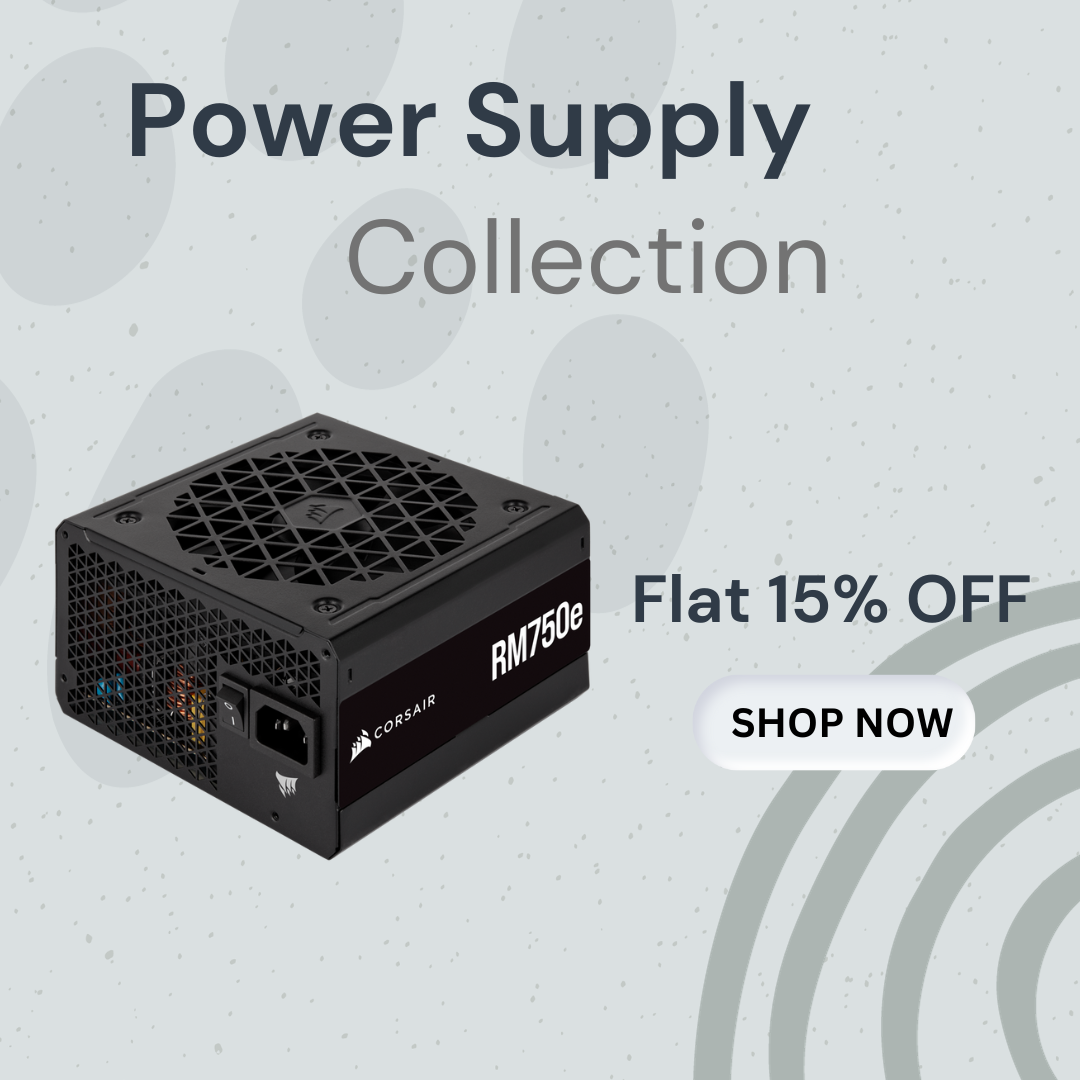 Power Supply
Collection
RM750e
CORSAIR
Flat 15% OFF
SHOP NOW